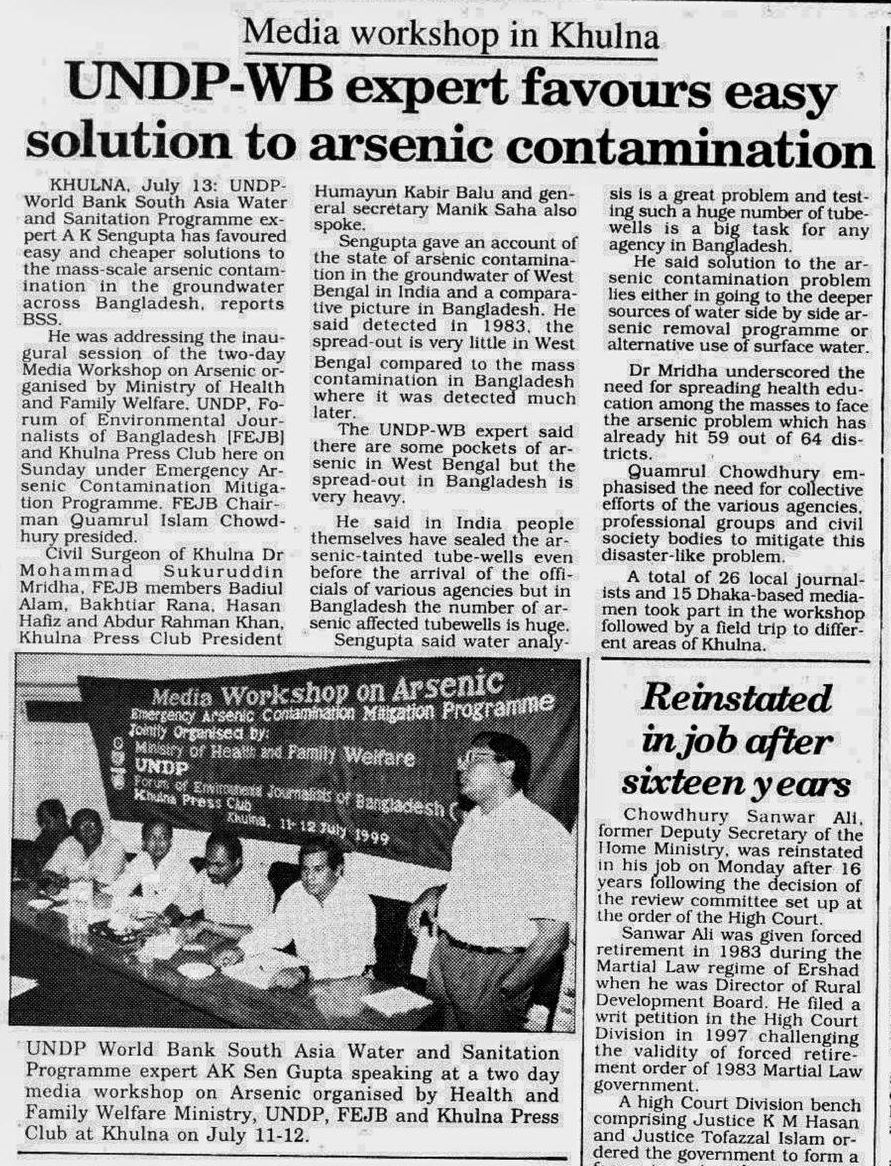 Media workshop in Khulna
UNDP-WB expert favours easy
solution to arsenic contamination
KHULNA, July 13: UNDP-
World Bank South Asia Water
and Sanitation Programme ex-
pert A K Sengupta has favoured
easy and cheaper solutions to
the mass-scale arsenic contam-
ination in the groundwater
across Bangladesh, reports
BSS.
He was addressing the inau-
gural session of the two-day
Media Workshop on Arsenic or-
ganised by Ministry of Health
and Family Welfare, UNDP, Fo-
rum of Environmental Jour-
nalists of Bangladesh [FEJB]
and Khulna Press Club here on
Sunday under Emergency Ar-
senic Contamination Mitiga-
tion Programme. FEJB Chair-
man Quamrul Islam Chowd-
hury presided.
Civil Surgeon of Khulna Dr
Mohammad Sukuruddin
Mridha, FEJB members Badiul
Alam, Bakhtiar Rana, Hasan
Hafiz and Abdur Rahman Khan,
Khulna Press Club President
Humayun Kabir Balu and gen-
eral secretary Manik Saha also
spoke.
Sengupta gave an account of
the state of arsenic contamina-
tion in the groundwater of West
Bengal in India and a compara-
tive picture in Bangladesh. He
said detected in 1983, the
spread-out is very little in West
Bengal compared to the mass
contamination in Bangladesh
where it was detected much
later.
The UNDP-WB expert said
there are some pockets of ar-
senic in West Bengal but the
spread-out in Bangladesh is
very heavy.
He said in India people
themselves have sealed the ar-
senic-tainted tube-wells even
before the arrival of the offi-
cials of various agencies but in
Bangladesh the number of ar-
senic affected tubewells is huge.
Sengupta said water analy-
sis is a great problem and test-
ing such a huge number of tube-
wells is a big task for any
agency in Bangladesh.
He said solution to the ar-
senic contamination problem
lies either in going to the deeper
sources of water side by side ar-
senic removal programme or
alternative use of surface water.
Dr Mridha underscored the
need for spreading health edu-
cation among the masses to face
the arsenic problem which has
already hit 59 out of 64 dis-
tricts.
Quamrul Chowdhury em-
phasised the need for collective
efforts of the various agencies,
professional groups and civil
society bodies to mitigate this
disaster-like problem.
A total of 26 local journal-
ists and 15 Dhaka-based media-
men took part in the workshop
followed by a field trip to differ-
ent areas of Khulna.
Media Workshop on Arsenic
Emergency Arsenic Contamination Mitigation Programme
Jointly Organised by:
Ministry of Health and Family Welfare
UNDP
Forum of Environmental Journalists of Bangladesh (
Khulna Press Club
Khulna, 11-12 July 1999
UNDP World Bank South Asia Water and Sanitation
Programme expert AK Sen Gupta speaking at a two day
media workshop on Arsenic organised by Health and
Family Welfare Ministry, UNDP, FEJB and Khulna Press
Club at Khulna on July 11-12.
Reinstated
in job after
sixteen years
Chowdhury Sanwar Ali,
former Deputy Secretary of the
Home Ministry, was reinstated
in his job on Monday after 16
years following the decision of
the review committee set up at
the order of the High Court.
Sanwar Ali was given forced
retirement in 1983 during the
Martial Law regime of Ershad
when he was Director of Rural
Development Board. He filed a
writ petition in the High Court
Division in 1997 challenging
the validity of forced retire-
ment order of 1983 Martial Law
government.
A high Court Division bench
comprising Justice K M Hasan
and Justice Tofazzal Islam or-
dered the government to form a